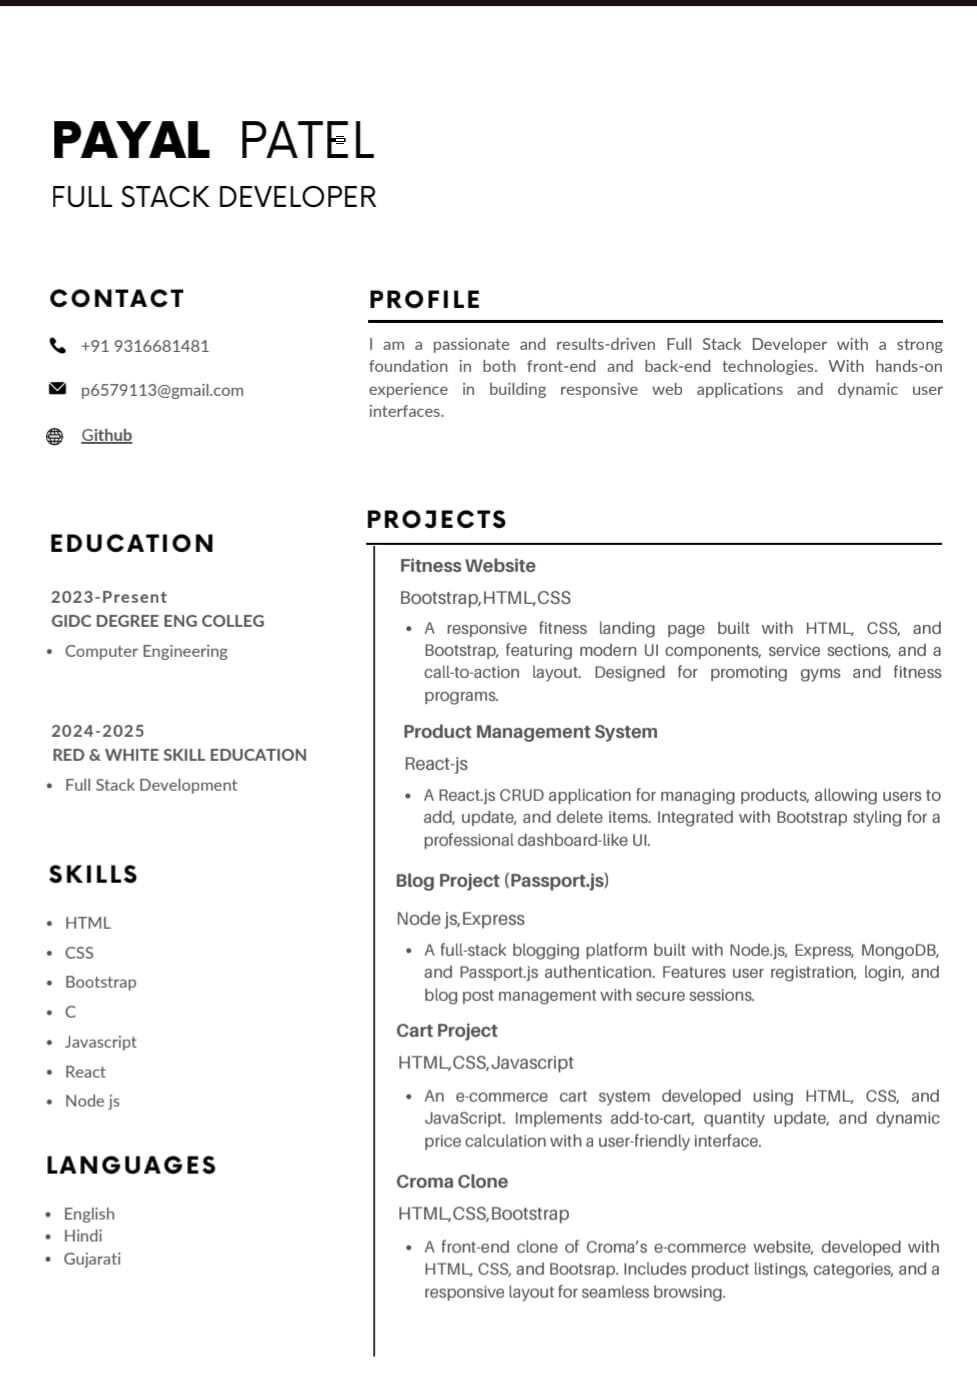 PAYAL PATEL
FULL STACK DEVELOPER
CONTACT
+91 9316681481
p6579113@gmail.com
Github
EDUCATION
2023-Present
GIDC DEGREE ENG COLLEG
• Computer Engineering
2024-2025
RED & WHITE SKILL EDUCATION
• Full Stack Development
SKILLS
• HTML
• CSS
• Bootstrap
• C
• Javascript
• React
• Node js
LANGUAGES
• English
• Hindi
• Gujarati
PROFILE
I am a passionate and results-driven Full Stack Developer with a strong
foundation in both front-end and back-end technologies. With hands-on
experience in building responsive web applications and dynamic user
interfaces.
PROJECTS
Fitness Website
Bootstrap,HTML,CSS
• A responsive fitness landing page built with HTML, CSS, and
Bootstrap, featuring modern UI components, service sections, and a
call-to-action layout. Designed for promoting gyms and fitness
programs.
Product Management System
React-js
• A React.js CRUD application for managing products, allowing users to
add, update, and delete items. Integrated with Bootstrap styling for a
professional dashboard-like UI.
Blog Project (Passport.js)
Node js,Express
• A full-stack blogging platform built with Node.js, Express, MongoDB,
and Passport.js authentication. Features user registration, login, and
blog post management with secure sessions.
Cart Project
HTML,CSS,Javascript
• An e-commerce cart system developed using HTML, CSS, and
JavaScript. Implements add-to-cart, quantity update, and dynamic
price calculation with a user-friendly interface.
Croma Clone
HTML,CSS,Bootstrap
• A front-end clone of Croma's e-commerce website, developed with
HTML, CSS, and Bootsrap. Includes product listings, categories, and a
responsive layout for seamless browsing.